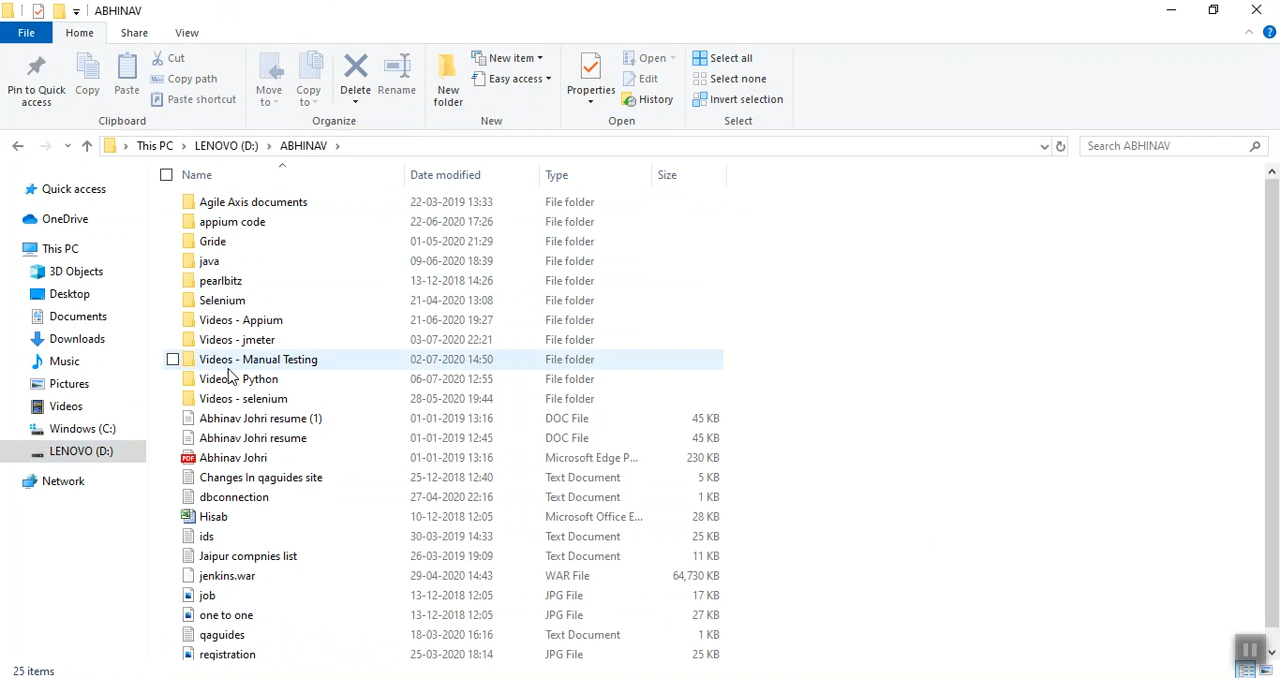 ABHINAV
File Home Share View
Pin to Quick access
Copy
Paste
Cut
Copy path
Paste shortcut
Clipboard
Move to
Copy to
Delete
Rename
Organize
New folder
New item
Easy access
New
Properties
Open
Edit
History
Open
Select all
Select none
Invert selection
Select
This PC > LENOVO (D:) > ABHINAV >
Search ABHINAV
Quick access
OneDrive
This PC
3D Objects
Desktop
Documents
Downloads
Music
Pictures
Videos
Windows (C:)
LENOVO (D:)
Network
Name Date modified Type Size
Agile Axis documents 22-03-2019 13:33 File folder
appium code 22-06-2020 17:26 File folder
Gride 01-05-2020 21:29 File folder
java 09-06-2020 18:39 File folder
pearlbitz 13-12-2018 14:26 File folder
Selenium 21-04-2020 13:08 File folder
Videos - Appium 21-06-2020 19:27 File folder
Videos - jmeter 03-07-2020 22:21 File folder
Videos - Manual Testing 02-07-2020 14:50 File folder
Videos - Python 06-07-2020 12:55 File folder
Videos - selenium 28-05-2020 19:44 File folder
Abhinav Johri resume (1) 01-01-2019 13:16 DOC File 45 KB
Abhinav Johri resume 01-01-2019 12:45 DOC File 45 KB
Abhinav Johri 01-01-2019 13:16 Microsoft Edge P... 230 KB
Changes In qaguides site 25-12-2018 12:40 Text Document 5 KB
dbconnection 27-04-2020 22:16 Text Document 1 KB
Hisab 10-12-2018 12:05 Microsoft Office E... 28 KB
ids 30-03-2019 14:33 Text Document 25 KB
Jaipur compnies list 26-03-2019 19:09 Text Document 11 KB
jenkins.war 29-04-2020 14:43 WAR File 64,730 KB
job 13-12-2018 12:05 JPG File 17 KB
one to one 13-12-2018 12:05 JPG File 27 KB
qaguides 18-03-2020 16:16 Text Document 1 KB
registration 25-03-2020 18:14 JPG File 25 KB
25 items